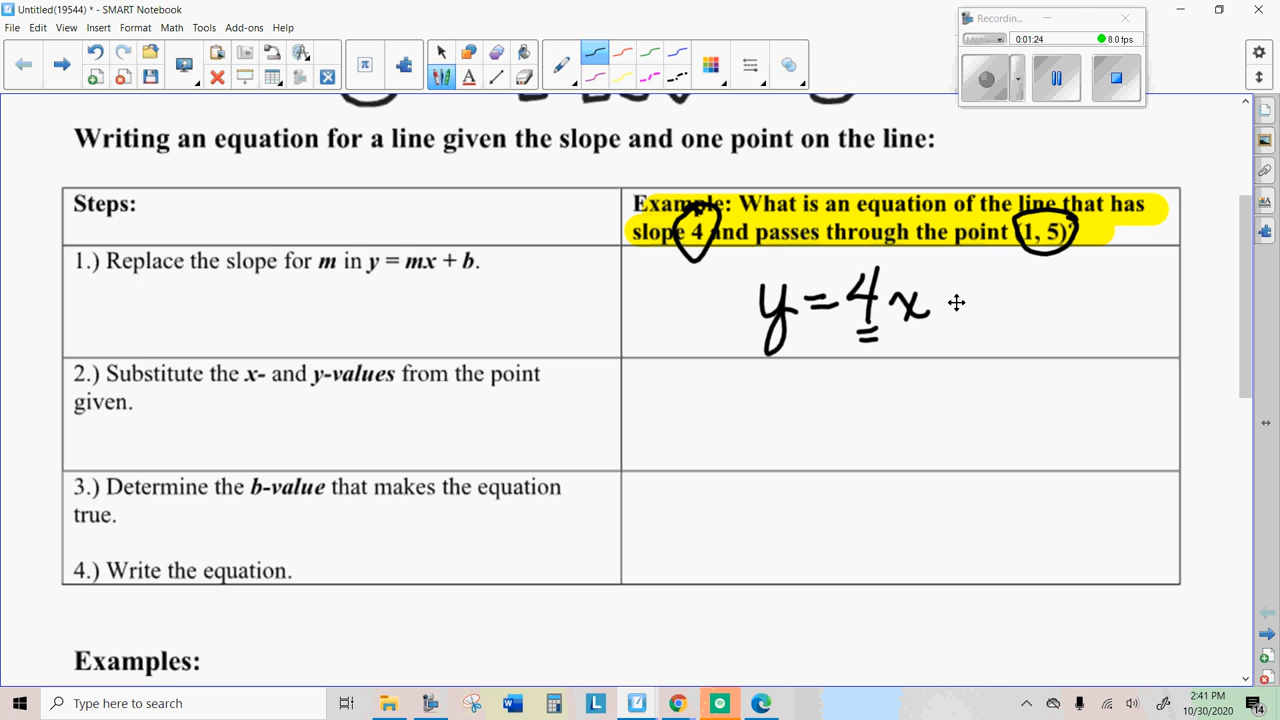 Untitled(19544) * - SMART Notebook
File Edit View Insert Format Math Tools Add-ons Help
Recordin...
Menu
0:01:24
8.0 fps
Writing an equation for a line given the slope and one point on the line:
Steps:
Example: What is an equation of the line that has
slope 4 and passes through the point (1, 5)?
1.) Replace the slope for m in y = mx + b.
y = 4x
2.) Substitute the x- and y-values from the point
given.
3.) Determine the b-value that makes the equation
true.
4.) Write the equation.
Examples:
Type here to search
2:41 PM
10/30/2020
14